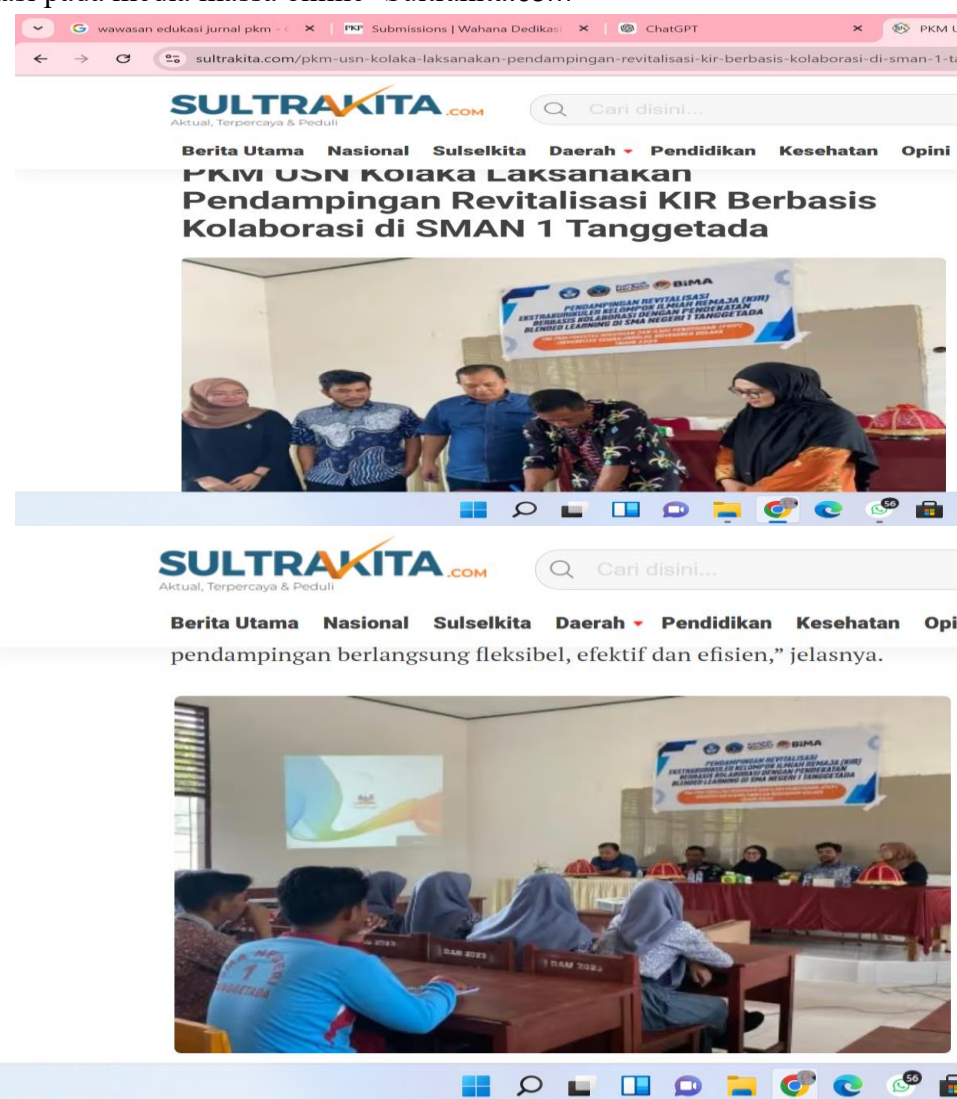 wawasan edukasi jurnal pkm -
PKP Submissions | Wahana Dedikasi
ChatGPT
PKM U
sultrakita.com/pkm-usn-kolaka-laksanakan-pendampingan-revitalisasi-kir-berbasis-kolaborasi-di-sman-1-ta
SULTRAKITA.COM
Aktual, Terpercaya & Peduli
Cari disini...
Berita Utama Nasional Sulselkita Daerah Pendidikan Kesehatan Opini
PKM USN Kolaka Laksanakan
Pendampingan Revitalisasi KIR Berbasis
Kolaborasi di SMAN 1 Tanggetada
BIMA
PENDAMPINGAN REVITALISASI
EKSTRAKURIKULER KELOMPOK ILMIAH REMAJA (KIR)
BERBASIS KOLABORASI DENGAN PENDEKATAN
BLENDED LEARNING DI SMA NEGERI 1 TANGGETADA
56
SULTRAKITA.COM
Aktual, Terpercaya & Peduli
Cari disini...
Berita Utama Nasional Sulselkita Daerah Pendidikan Kesehatan Opi
pendampingan berlangsung fleksibel, efektif dan efisien,” jelasnya.
BIMA
PENDAMPINGAN REVITALISASI
EKSTRAKURIKULER KELOMPOK ILMIAH REMAJA (KIR)
BERBASIS KOLABORASI DENGAN PENDEKATAN
BLENDED LEARNING DI SMA NEGERI 1 TANGGETADA
DAU 2023
1
TANGGETADA
56